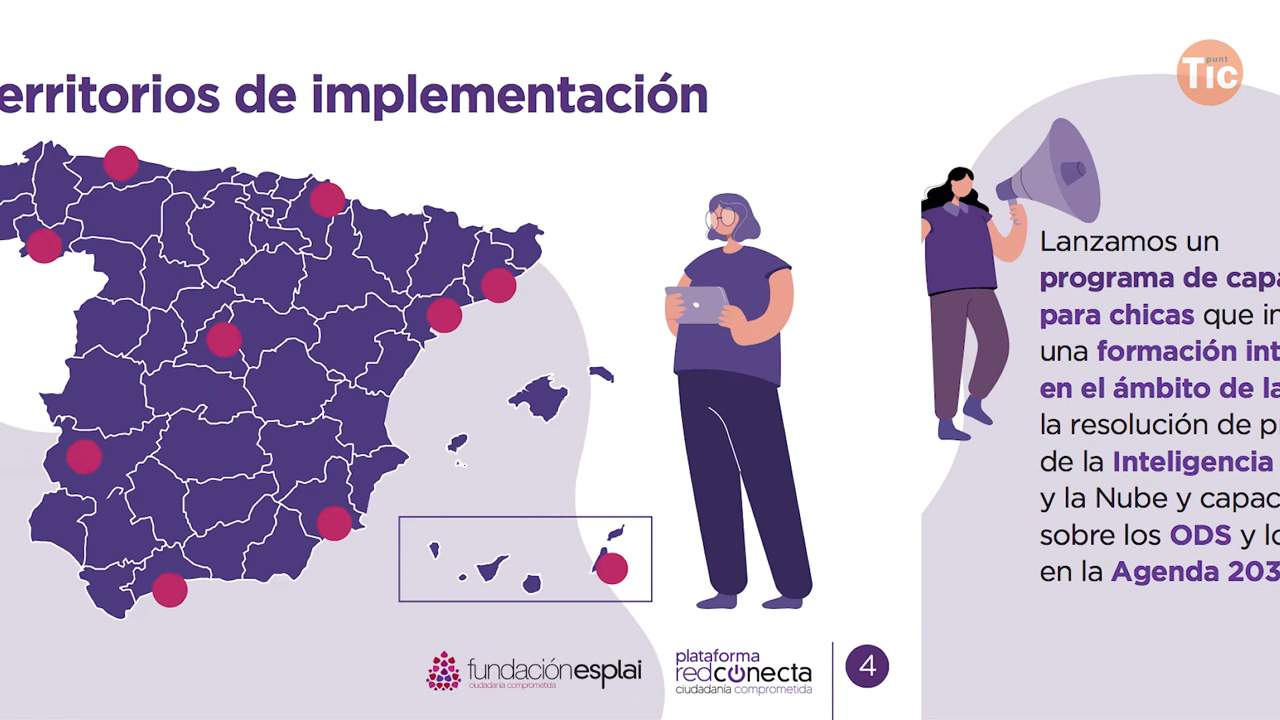 erritorios de implementación
punt
Tic
Lanzamos un
programa de capa
para chicas que in
una formación int
en el ámbito de la
la resolución de p
de la Inteligencia
y la Nube y capac
sobre los ODS y lo
en la Agenda 203
fundación esplai
ciudadanía comprometida
plataforma
redconecta
ciudadanía comprometida
4